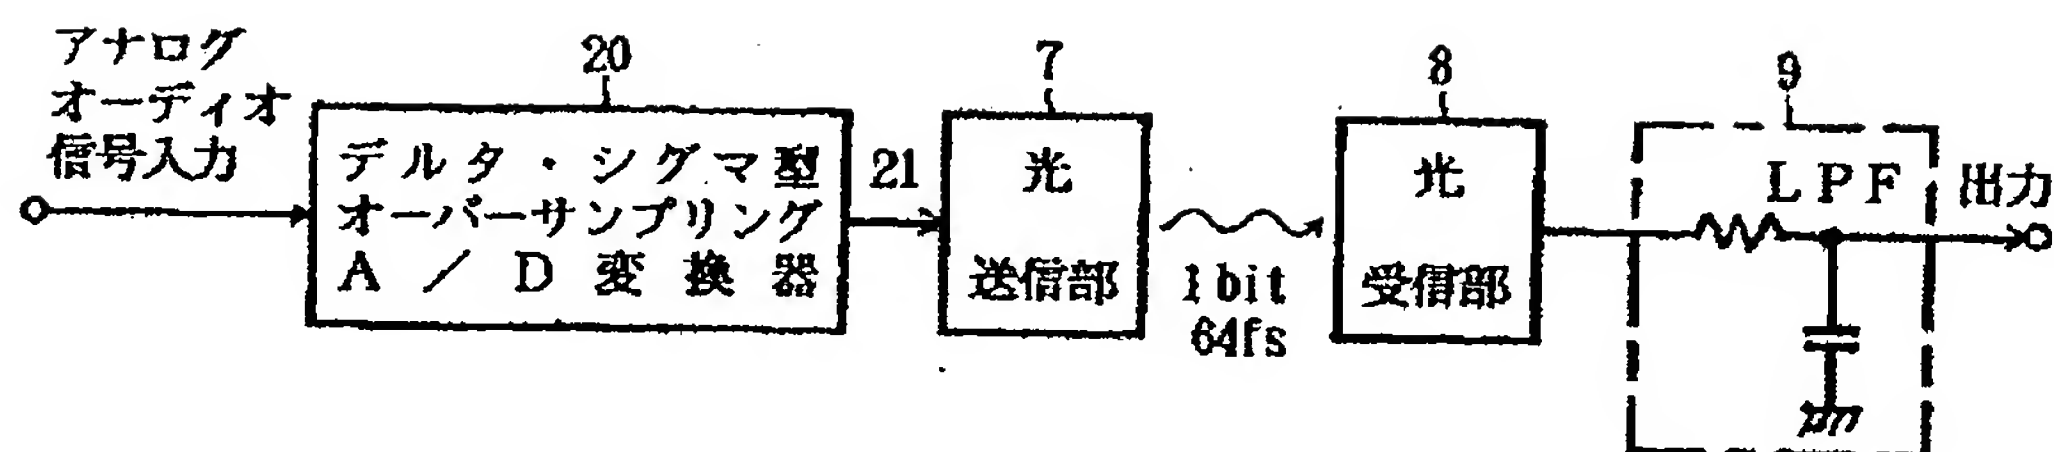 アナログ
オーディオ
信号入力
20
デルタ・シグマ型
オーバーサンプリング
A/D変換器
21
7
光
送信部
1bit
64fs
8
光
受信部
9
LPF
出力